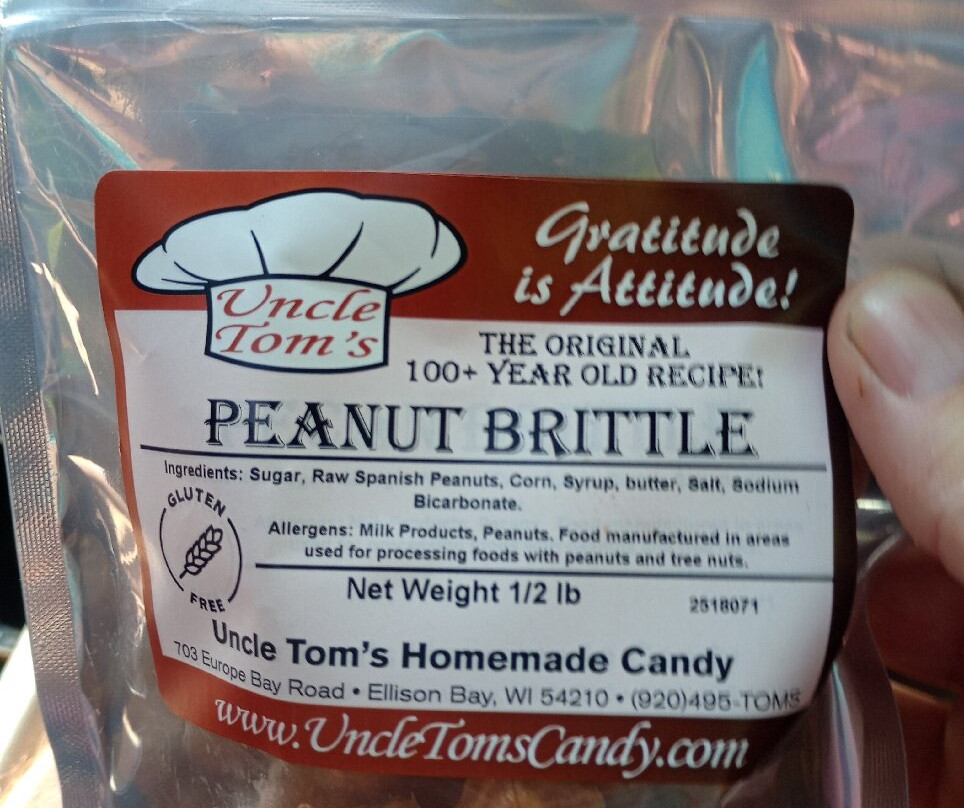 Gratitude
is Attitude!
Uncle
Tom's
THE ORIGINAL
100+ YEAR OLD RECIPE!
PEANUT BRITTLE
Ingredients: Sugar, Raw Spanish Peanuts, Corn, Syrup, butter, Salt, Sodium
Bicarbonate.
GLUTEN
FREE
Allergens: Milk Products, Peanuts. Food manufactured in areas
used for processing foods with peanuts and tree nuts.
Net Weight 1/2 lb
2518071
Uncle Tom's Homemade Candy
703 Europe Bay Road • Ellison Bay, WI 54210 • (920)495-TOMS
www.UncleTomsCandy.com